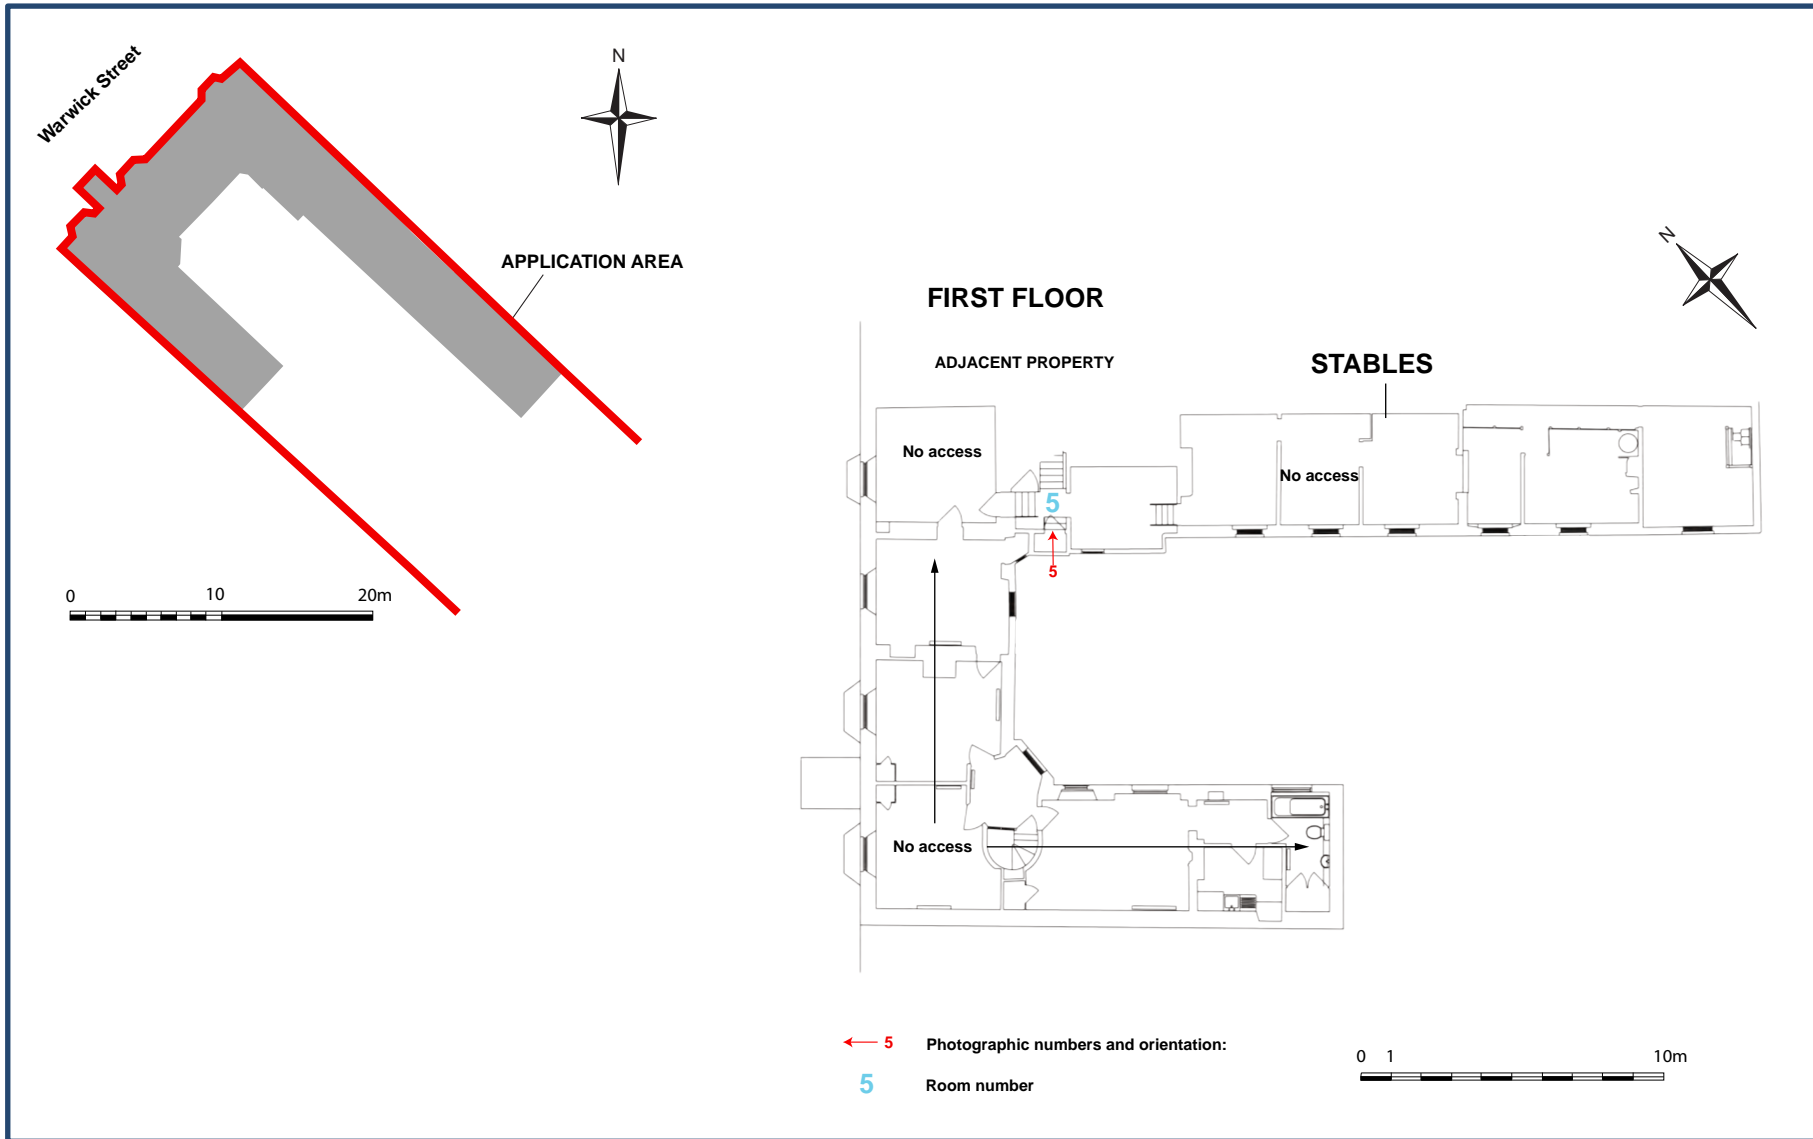 Warwick Street
N
APPLICATION AREA
0 10 20m
N
FIRST FLOOR
ADJACENT PROPERTY
STABLES
No access
No access
5
5
No access
5 Photographic numbers and orientation:
5 Room number
0 1 10m